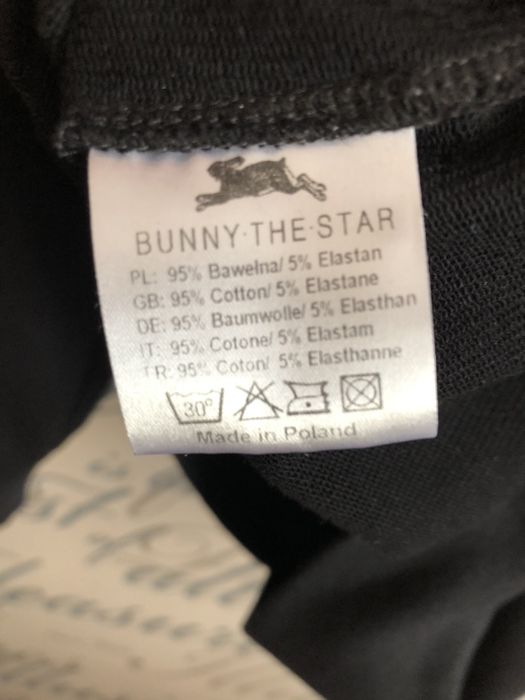 BUNNY·THE·STAR
PL: 95% Bawełna/ 5% Elastan
GB: 95% Cotton/ 5% Elastane
DE: 95% Baumwolle/ 5% Elasthan
IT: 95% Cotone/ 5% Elastam
FR: 95% Coton/ 5% Elasthanne
30°
Made in Poland